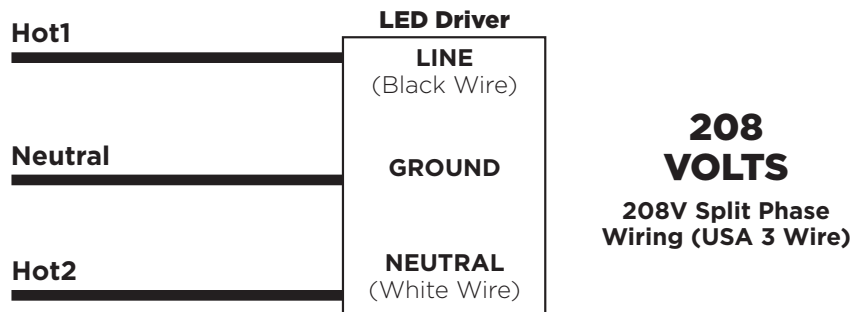 LED Driver
Hot1
LINE
(Black Wire)
Neutral
GROUND
Hot2
NEUTRAL
(White Wire)
208
VOLTS
208V Split Phase
Wiring (USA 3 Wire)